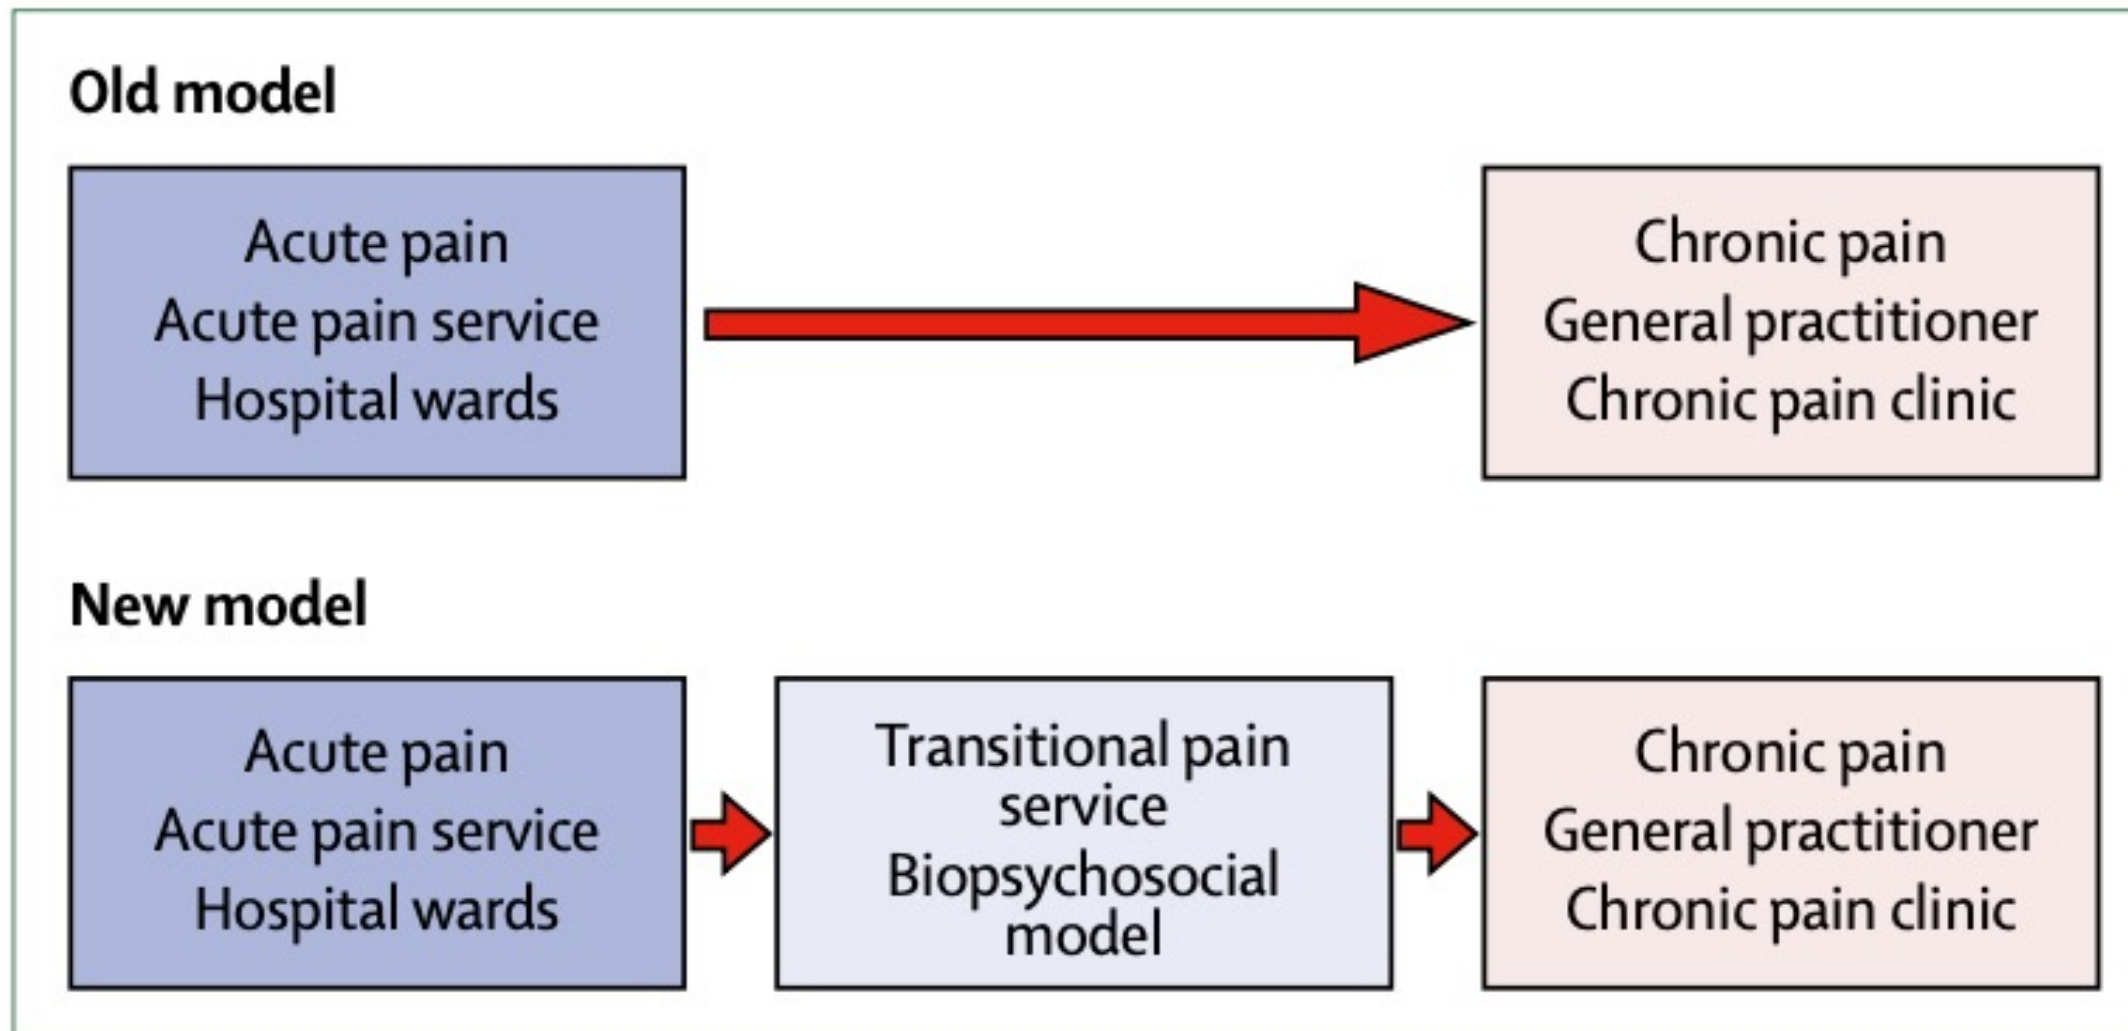 Old model
Acute pain
Acute pain service
Hospital wards
Chronic pain
General practitioner
Chronic pain clinic
New model
Acute pain
Acute pain service
Hospital wards
Transitional pain
service
Biopsychosocial
model
Chronic pain
General practitioner
Chronic pain clinic